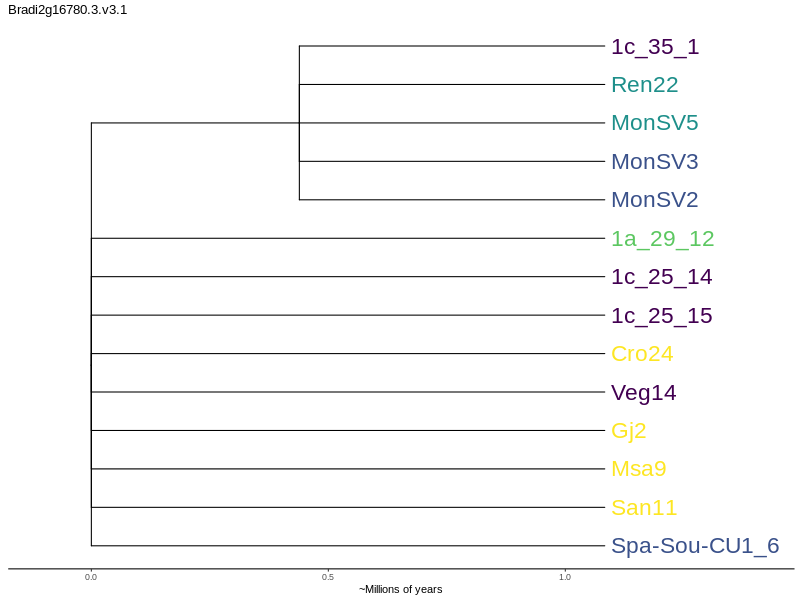 Bradi2g16780.3.v3.1
1c_35_1
Ren22
MonSV5
MonSV3
MonSV2
1a_29_12
1c_25_14
1c_25_15
Cro24
Veg14
Gj2
Msa9
San11
Spa-Sou-CU1_6
0.0 0.5 1.0
~Millions of years